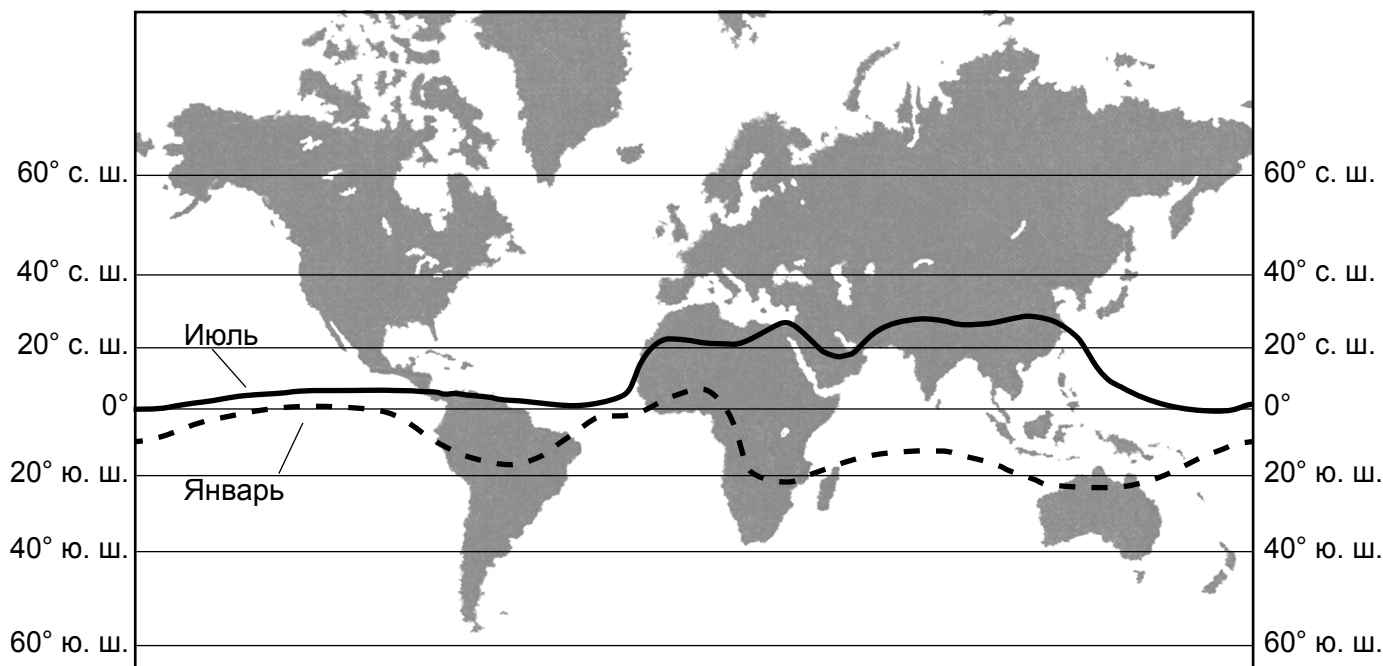 60° с. ш. 60° с. ш.
40° с. ш. 40° с. ш.
Июль
20° с. ш. 20° с. ш.
0° 0°
20° ю. ш. 20° ю. ш.
Январь
40° ю. ш. 40° ю. ш.
60° ю. ш. 60° ю. ш.